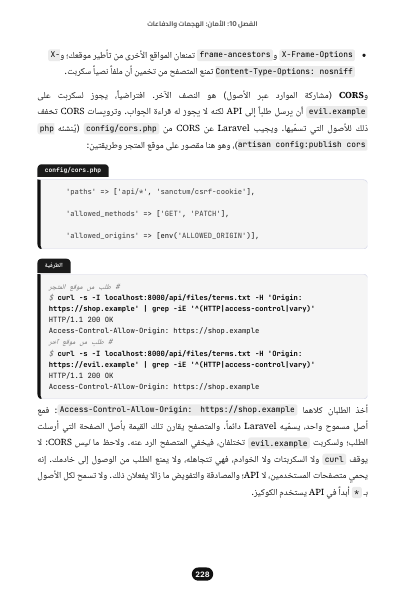 الفصل 10: الأمان: الهجمات والدفاعات
• X-Frame-Options و frame-ancestors تمنعان المواقع الأخرى من تأطير موقعك؛ و X-
Content-Type-Options: nosniff تمنع المتصفح من تخمين أن ملفاً نصياً سكربت.
وCORS (مشاركة الموارد عبر الأصول) هو النصف الآخر. افتراضياً، يجوز لسكربت على
evil.example أن يرسل طلباً إلى API لكنه لا يجوز له قراءة الجواب. وترويسات CORS تخفف
ذلك للأصول التي تسمّيها. ويجيب Laravel عن CORS من config/cors.php (يُنشئه php
artisan config:publish cors)، وهو هنا مقصور على موقع المتجر وطريقتين:
config/cors.php
'paths' => ['api/*', 'sanctum/csrf-cookie'],
'allowed_methods' => ['GET', 'PATCH'],
'allowed_origins' => [env('ALLOWED_ORIGIN')],
الطرفية
# طلب من موقع المتجر
$ curl -s -I localhost:8000/api/files/terms.txt -H 'Origin:
https://shop.example' | grep -iE '^(HTTP|access-control|vary)'
HTTP/1.1 200 OK
Access-Control-Allow-Origin: https://shop.example
# طلب من موقع آخر
$ curl -s -I localhost:8000/api/files/terms.txt -H 'Origin:
https://evil.example' | grep -iE '^(HTTP|access-control|vary)'
HTTP/1.1 200 OK
Access-Control-Allow-Origin: https://shop.example
أخذ الطلبان كلاهما Access-Control-Allow-Origin: https://shop.example: فمع
أصل مسموح واحد، يسمّيه Laravel دائماً. والمتصفح يقارن تلك القيمة بأصل الصفحة التي أرسلت
الطلب؛ ولسكربت evil.example تختلفان، فيخفي المتصفح الرد عنه. ولاحظ ما ليس CORS: لا
يوقف curl ولا السكربتات ولا الخوادم، فهي تتجاهله، ولا يمنع الطلب من الوصول إلى خادمك. إنه
يحمي متصفحات المستخدمين، لا API؛ والمصادقة والتفويض ما زالا يفعلان ذلك. ولا تسمح لكل الأصول
بـ * أبداً في API يستخدم الكوكيز.
228